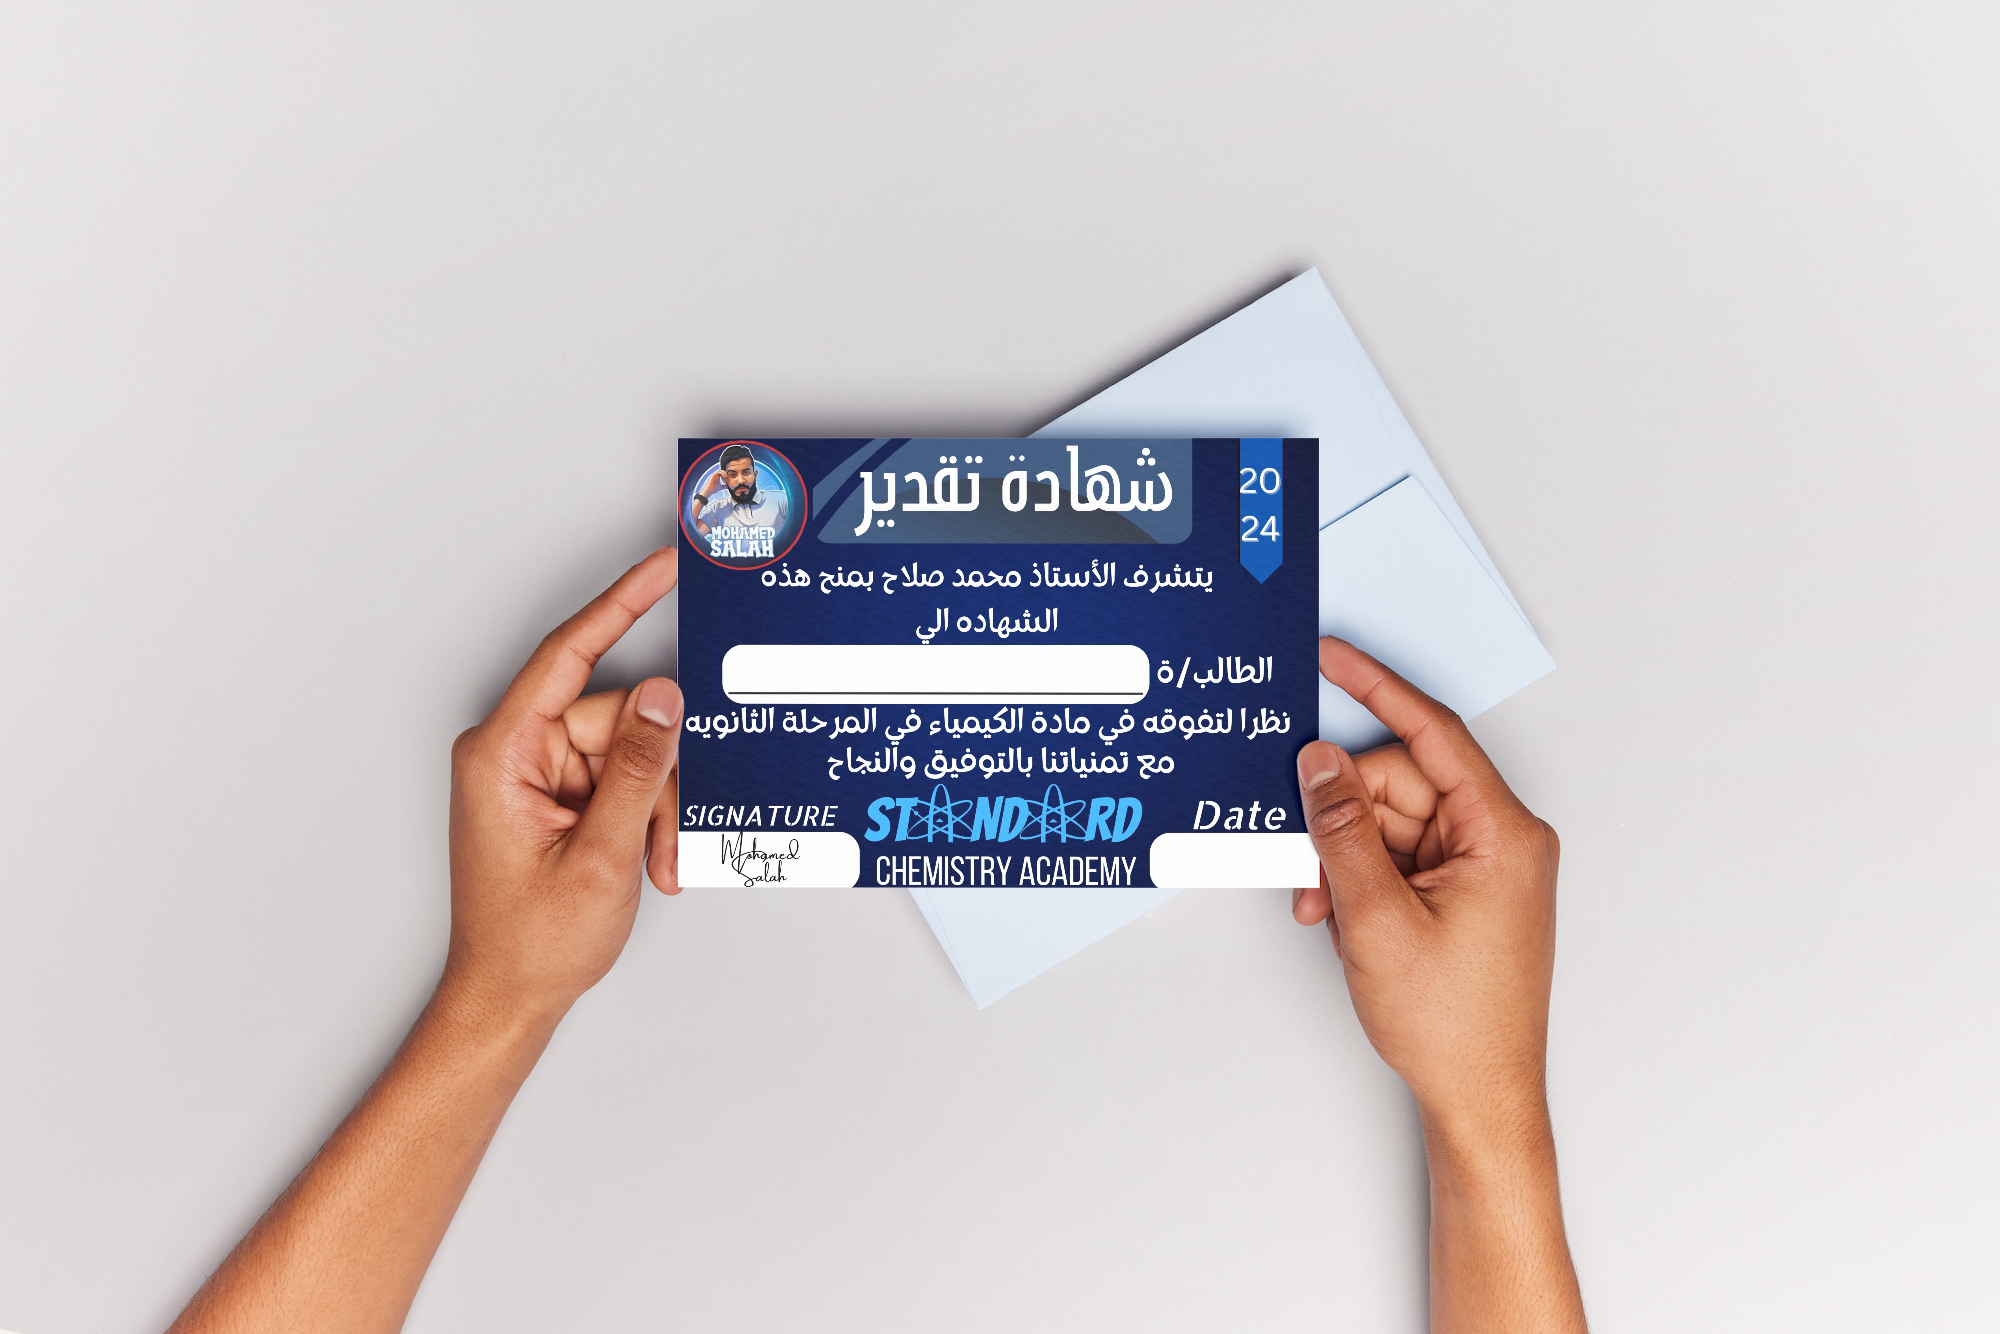 شهادة تقدير
20
24
MOHAMED
SALAH
يتشرف الأستاذ محمد صلاح بمنح هذه
الشهاده الي
الطالب/ة
نظرا لتفوقه في مادة الكيمياء في المرحلة الثانويه
مع تمنياتنا بالتوفيق والنجاح
SIGNATURE
Mohamed
Salah
STANDARD
CHEMISTRY ACADEMY
Date